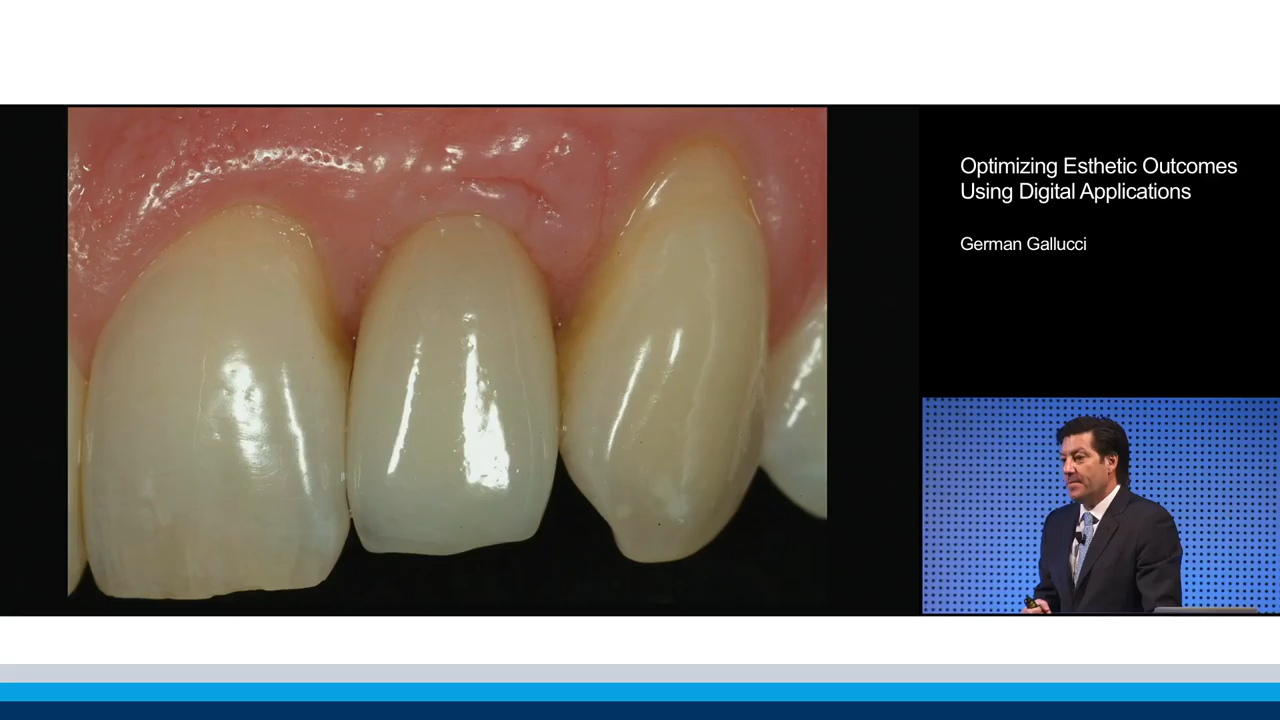 Optimizing Esthetic Outcomes
Using Digital Applications
German Gallucci